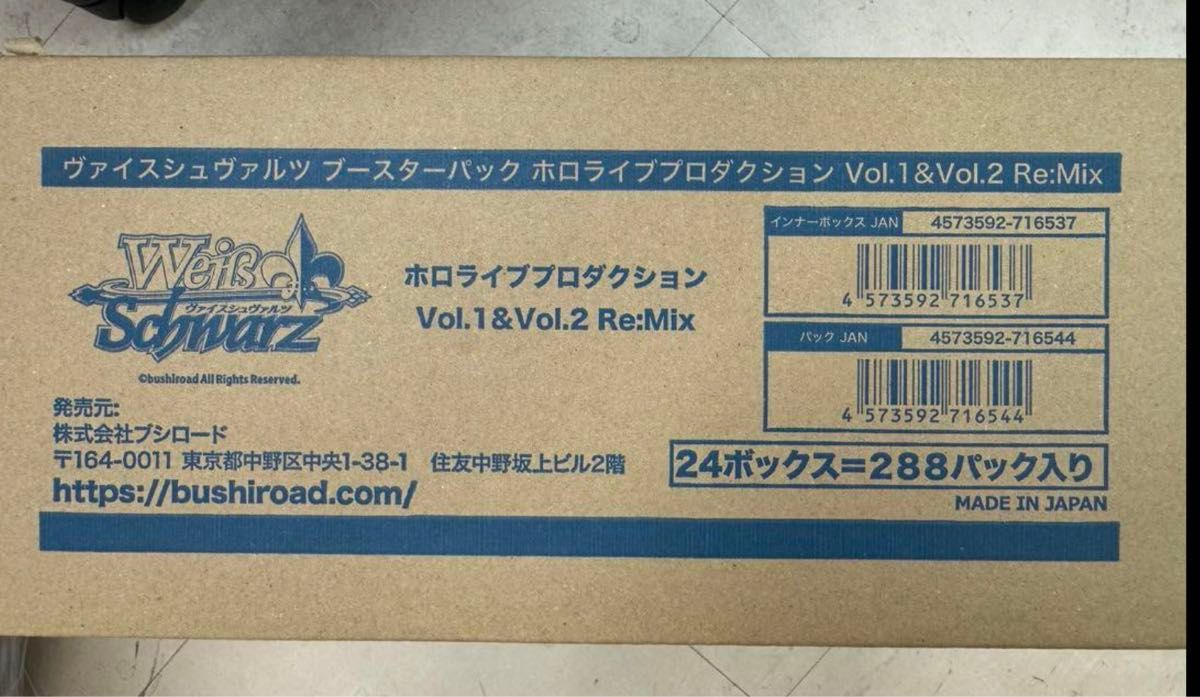 ヴァイスシュヴァルツ ブースターパック ホロライブプロダクション Vol.1&Vol.2 Re:Mix
Weiß
ヴァイスシュヴァルツ
Schwarz
©bushiroad All Rights Reserved.
ホロライブプロダクション
Vol.1&Vol.2 Re:Mix
インナーボックス JAN 4573592-716537
4 573592 716537
パック JAN 4573592-716544
4 573592 716544
発売元:
株式会社ブシロード
〒164-0011 東京都中野区中央1-38-1 住友中野坂上ビル2階
https://bushiroad.com/
24ボックス=288パック入り
MADE IN JAPAN